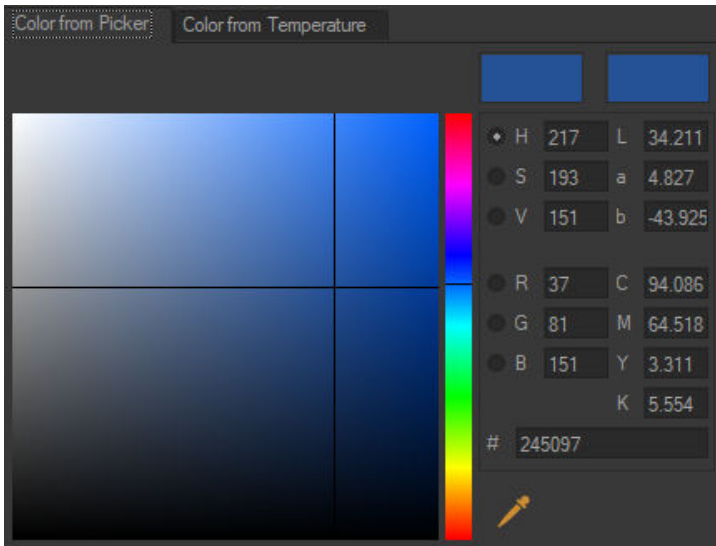 Color from Picker Color from Temperature
H 217 L 34.211
S 193 a 4.827
V 151 b -43.925
R 37 C 94.086
G 81 M 64.518
B 151 Y 3.311
K 5.554
# 245097